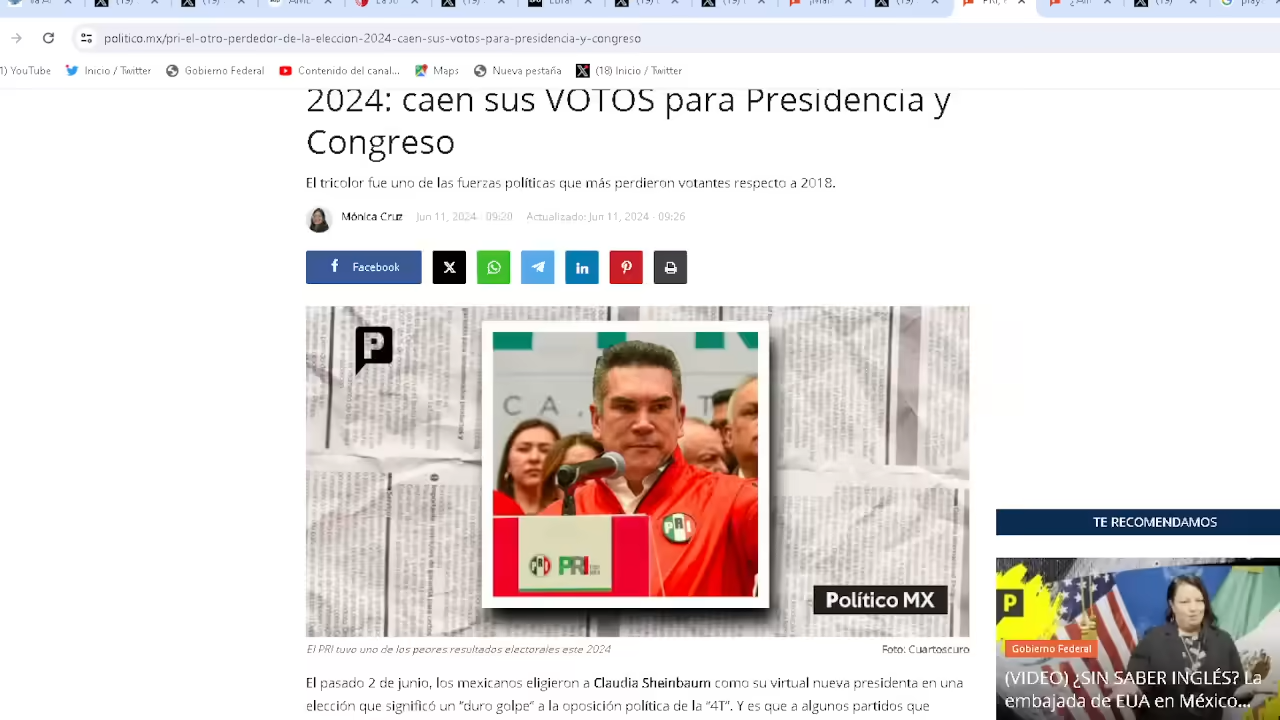 politico.mx/pri-el-otro-perdedor-de-la-eleccion-2024-caen-sus-votos-para-presidencia-y-congreso
YouTube Inicio / Twitter Gobierno Federal Contenido del canal... Maps Nueva pestaña (18) Inicio / Twitter
2024: caen sus VOTOS para Presidencia y
Congreso
El tricolor fue uno de las fuerzas políticas que más perdieron votantes respecto a 2018.
Mónica Cruz Jun 11, 2024 - 09:20 Actualizado: Jun 11, 2024 - 09:26
Facebook
P
CA.
PRI
PRI
PRI
Político MX
El PRI tuvo uno de los peores resultados electorales este 2024 Foto: Cuartoscuro
El pasado 2 de junio, los mexicanos eligieron a Claudia Sheinbaum como su virtual nueva presidenta en una
elección que significó un "duro golpe" a la oposición política de la "4T". Y es que a algunos partidos que
TE RECOMENDAMOS
P
Gobierno Federal
(VIDEO) ¿SIN SABER INGLÉS? La
embajada de EUA en México...